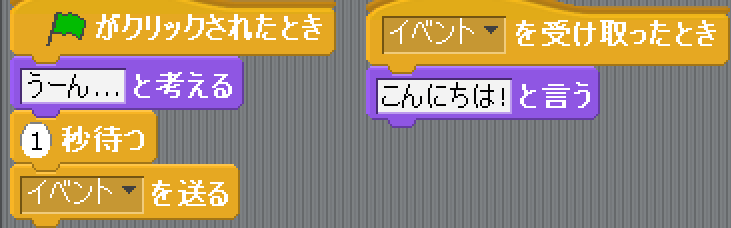 がクリックされたとき
うーん...と考える
1 秒待つ
イベント を送る
イベント を受け取ったとき
こんにちは!と言う